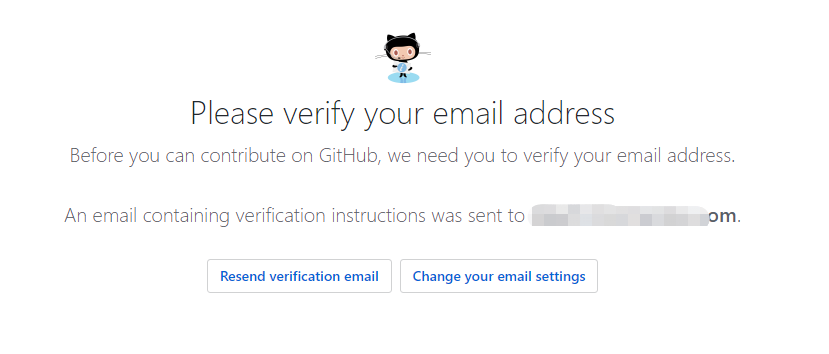 Please verify your email address
Before you can contribute on GitHub, we need you to verify your email address.
An email containing verification instructions was sent to om.
Resend verification email
Change your email settings